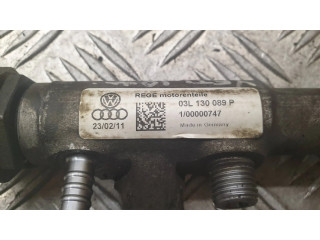 REGE motorenteile
03L 130 089 P
23/02/11
1/00000747
Made in Germany